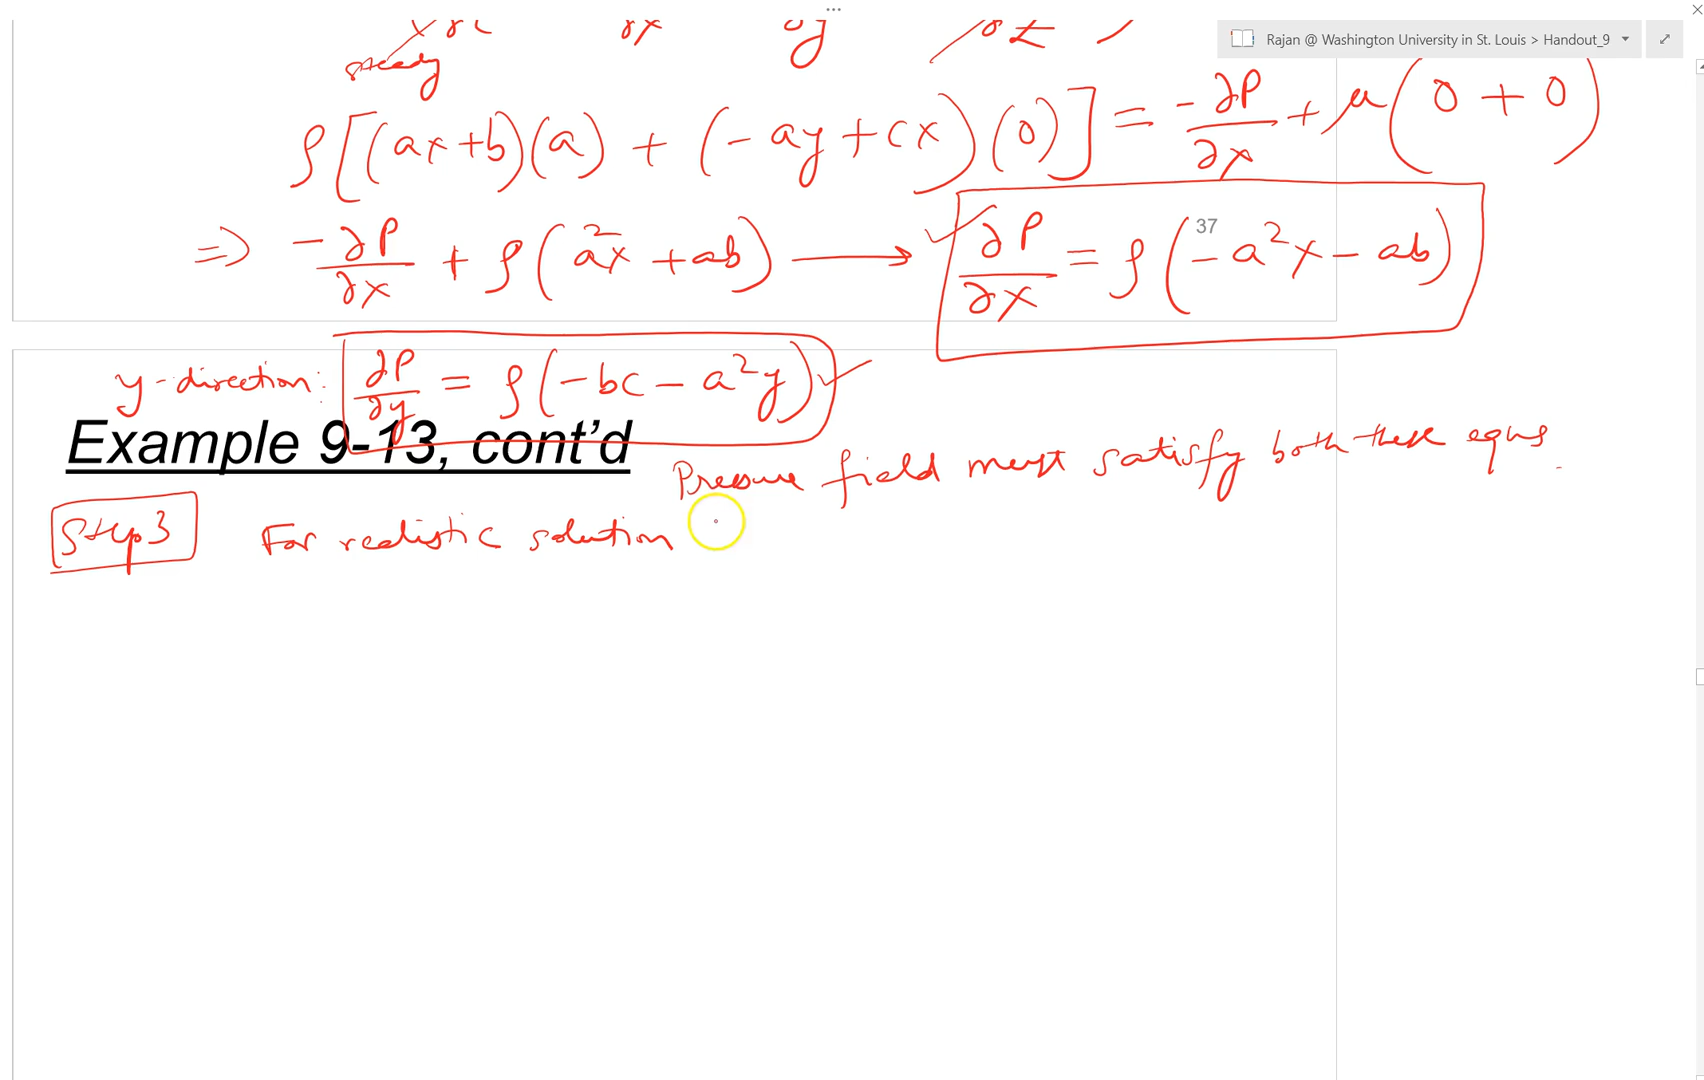 ...
Rajan @ Washington University in St. Louis > Handout_9
steady
ρ[(ax+b)(a) + (-ay+cx)(0)] = -∂P/∂x + μ(0 + 0)
=> -∂P/∂x + ρ(a²x + ab) → ∂P/∂x = ρ(-a²x - ab)
37
y-direction: ∂P/∂y = ρ(-bc - a²y) ✓
Example 9-13, cont’d
Pressure field must satisfy both these eqns.
Step 3 For realistic solution